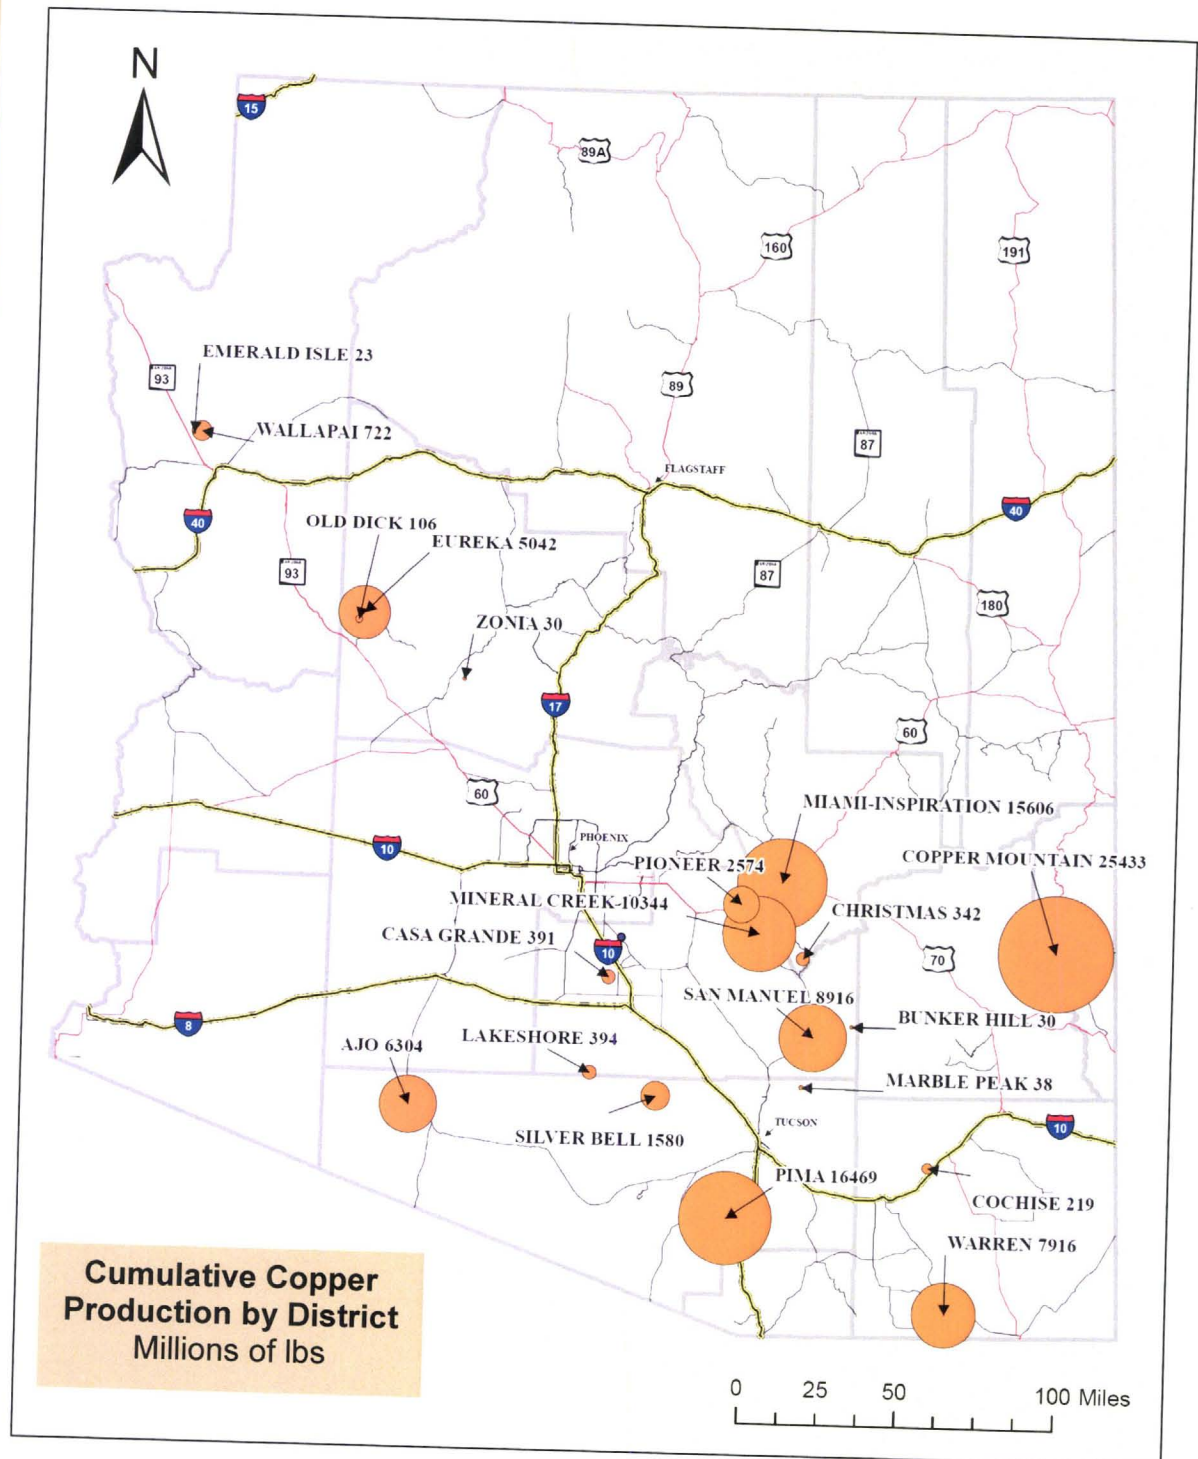 N
15
89A
160
191
EMERALD ISLE 23
93
89
WALLAPAI 722
87
FLAGSTAFF
40
40
OLD DICK 106
EUREKA 5042
93
87
180
ZONIA 30
17
60
60
MIAMI-INSPIRATION 15606
10
PHOENIX
PIONEER 2574
COPPER MOUNTAIN 25433
MINERAL CREEK 10344
CHRISTMAS 342
CASA GRANDE 391
10
70
SAN MANUEL 8916
8
BUNKER HILL 30
AJO 6304
LAKESHORE 394
MARBLE PEAK 38
TUCSON
10
SILVER BELL 1580
PIMA 16469
COCHISE 219
WARREN 7916
Cumulative Copper
Production by District
Millions of lbs
0 25 50 100 Miles